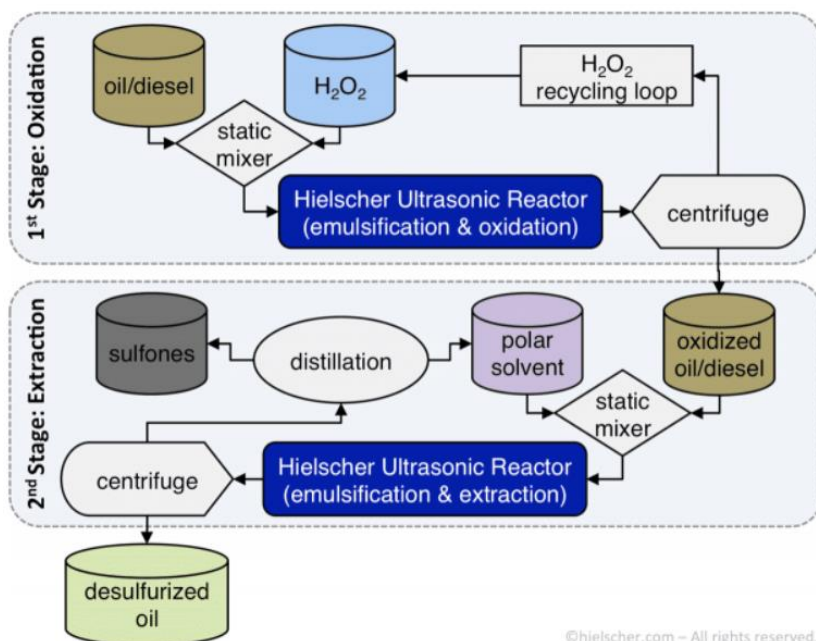 1st Stage: Oxidation
oil/diesel
H2O2
H2O2
recycling loop
static
mixer
Hielscher Ultrasonic Reactor
(emulsification & oxidation)
centrifuge
2nd Stage: Extraction
sulfones
distillation
polar
solvent
oxidized
oil/diesel
static
mixer
centrifuge
Hielscher Ultrasonic Reactor
(emulsification & extraction)
desulfurized
oil
©hielscher.com – All rights reserved.